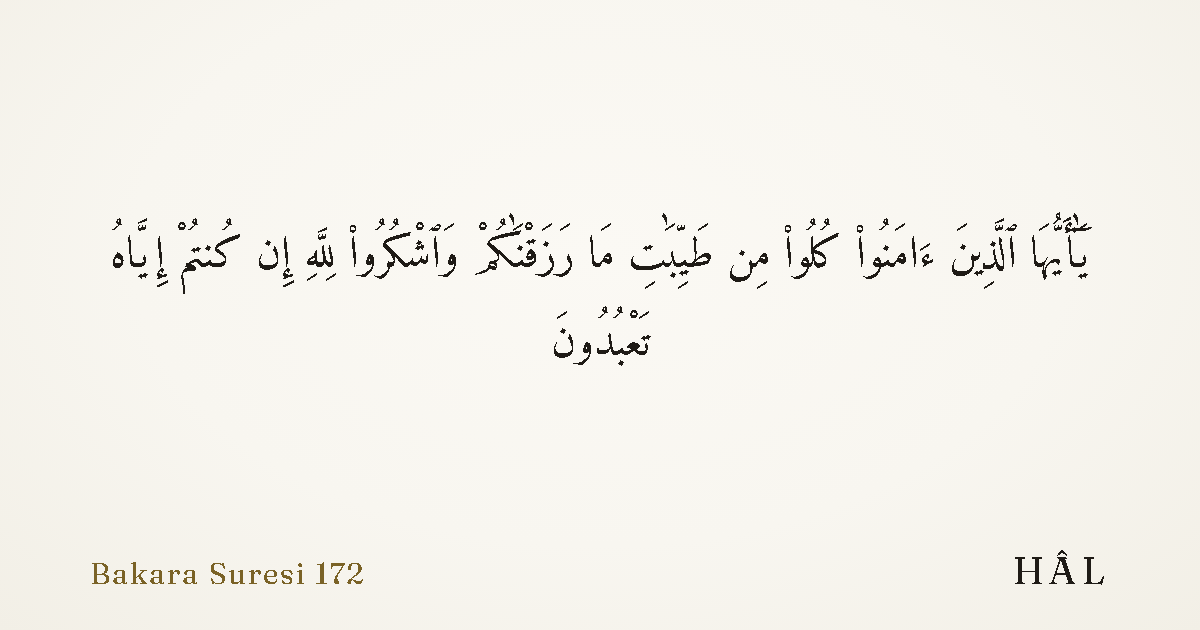 يَـٰٓأَيُّهَا ٱلَّذِينَ ءَامَنُوا۟ كُلُوا۟ مِن طَيِّبَـٰتِ مَا رَزَقْنَـٰكُمْ وَٱشْكُرُوا۟ لِلَّهِ إِن كُنتُمْ إِيَّاهُ
تَعْبُدُونَ
Bakara Suresi 172
HÂL